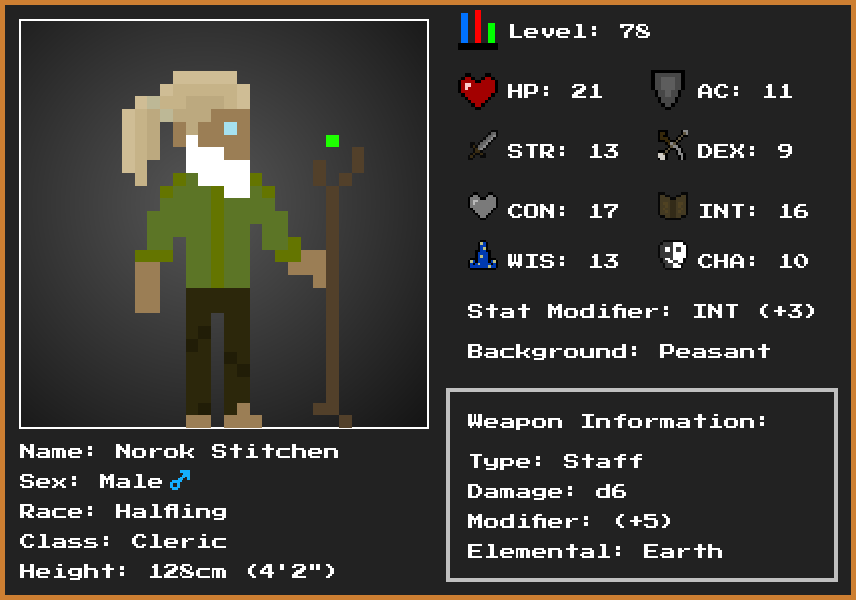 Level: 78
HP: 21 AC: 11
STR: 13 DEX: 9
CON: 17 INT: 16
WIS: 13 CHA: 10
Stat Modifier: INT (+3)
Background: Peasant
Weapon Information:
Type: Staff
Damage: d6
Modifier: (+5)
Elemental: Earth
Name: Norok Stitchen
Sex: Male♂
Race: Halfling
Class: Cleric
Height: 128cm (4'2")